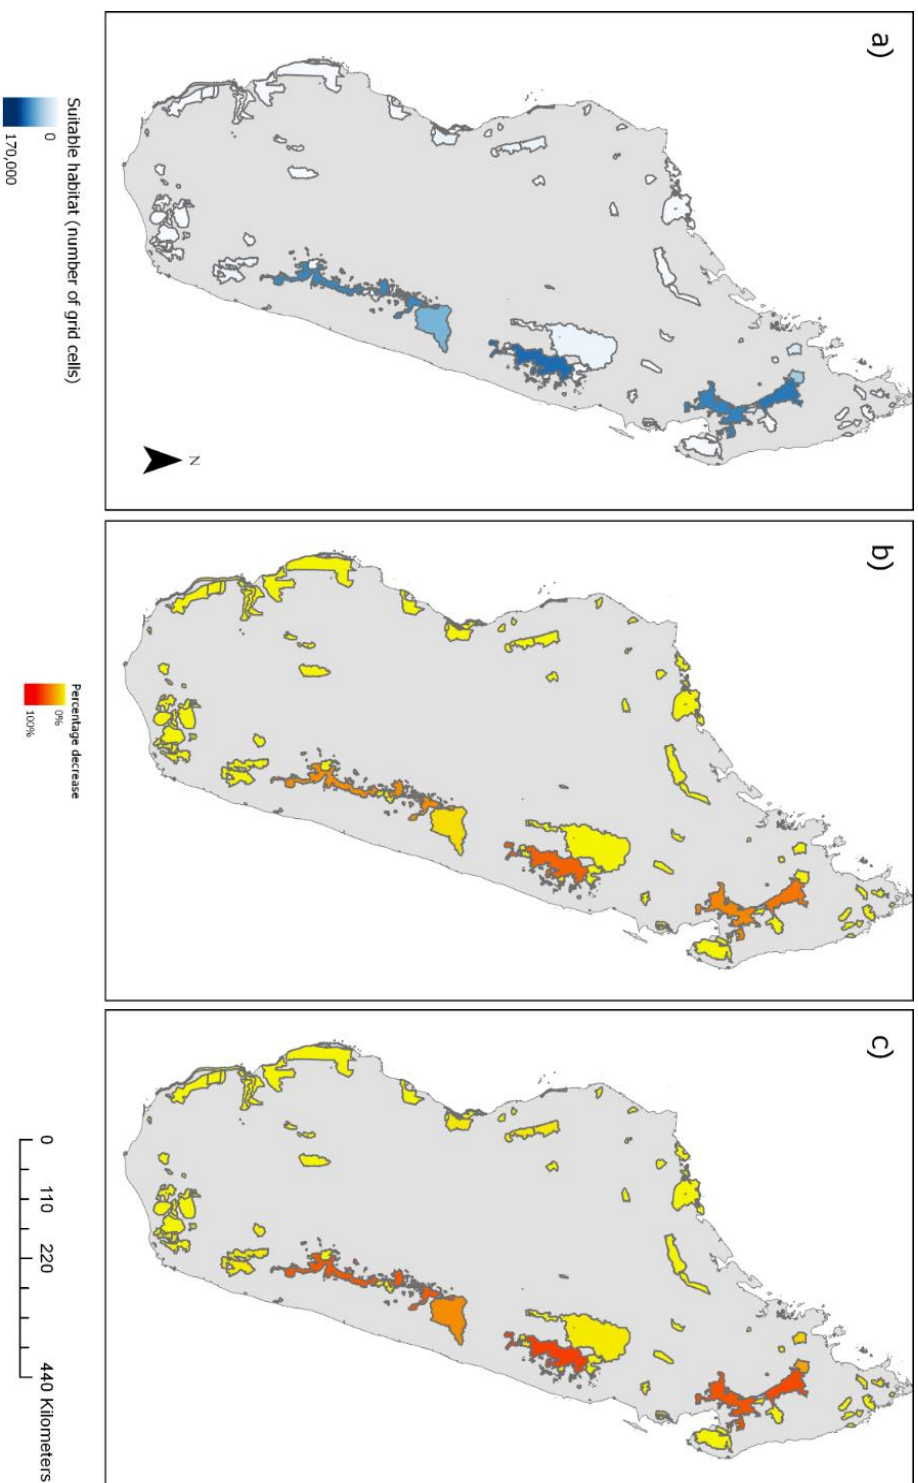 a)
N
Suitable habitat (number of grid cells)
0
170,000
b)
Percentage decrease
0%
100%
c)
0 110 220 440 Kilometers